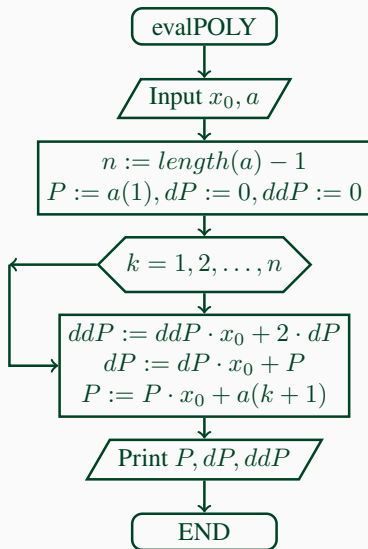 evalPOLY
Input x₀, a
n := length(a) − 1
P := a(1), dP := 0, ddP := 0
k = 1, 2, . . . , n
ddP := ddP · x₀ + 2 · dP
dP := dP · x₀ + P
P := P · x₀ + a(k + 1)
Print P, dP, ddP
END